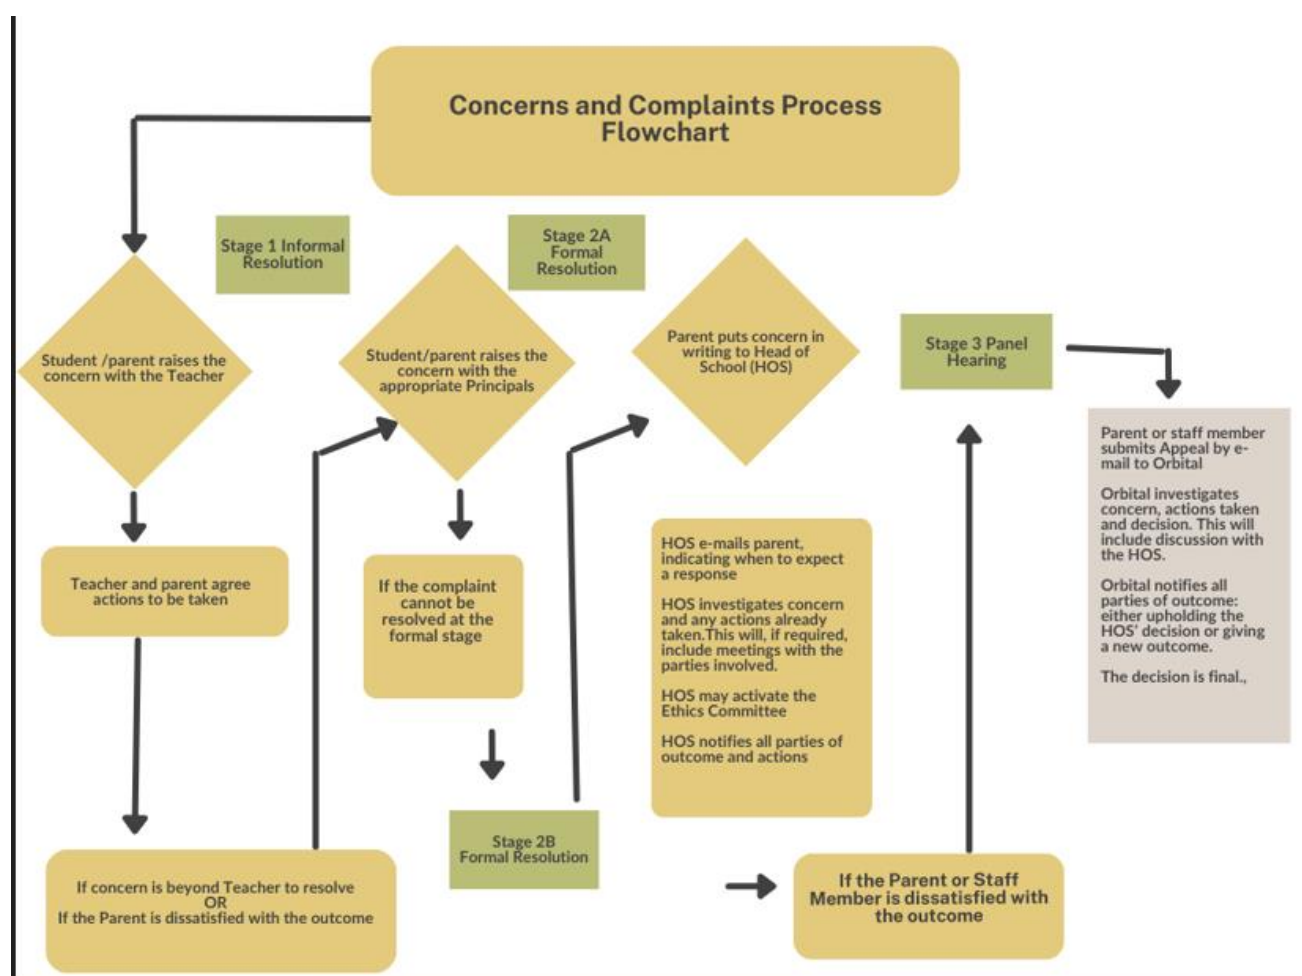 Concerns and Complaints Process
Flowchart
Stage 1 Informal
Resolution
Student /parent raises the
concern with the Teacher
Teacher and parent agree
actions to be taken
If concern is beyond Teacher to resolve
OR
If the Parent is dissatisfied with the outcome
Stage 2A
Formal
Resolution
Student/parent raises the
concern with the
appropriate Principals
If the complaint
cannot be
resolved at the
formal stage
Stage 2B
Formal Resolution
Parent puts concern in
writing to Head of
School (HOS)
HOS e-mails parent,
indicating when to expect
a response
HOS investigates concern
and any actions already
taken.This will, if required,
include meetings with the
parties involved.
HOS may activate the
Ethics Committee
HOS notifies all parties of
outcome and actions
If the Parent or Staff
Member is dissatisfied with
the outcome
Stage 3 Panel
Hearing
Parent or staff member
submits Appeal by e-
mail to Orbital
Orbital investigates
concern, actions taken
and decision. This will
include discussion with
the HOS.
Orbital notifies all
parties of outcome:
either upholding the
HOS' decision or giving
a new outcome.
The decision is final.,